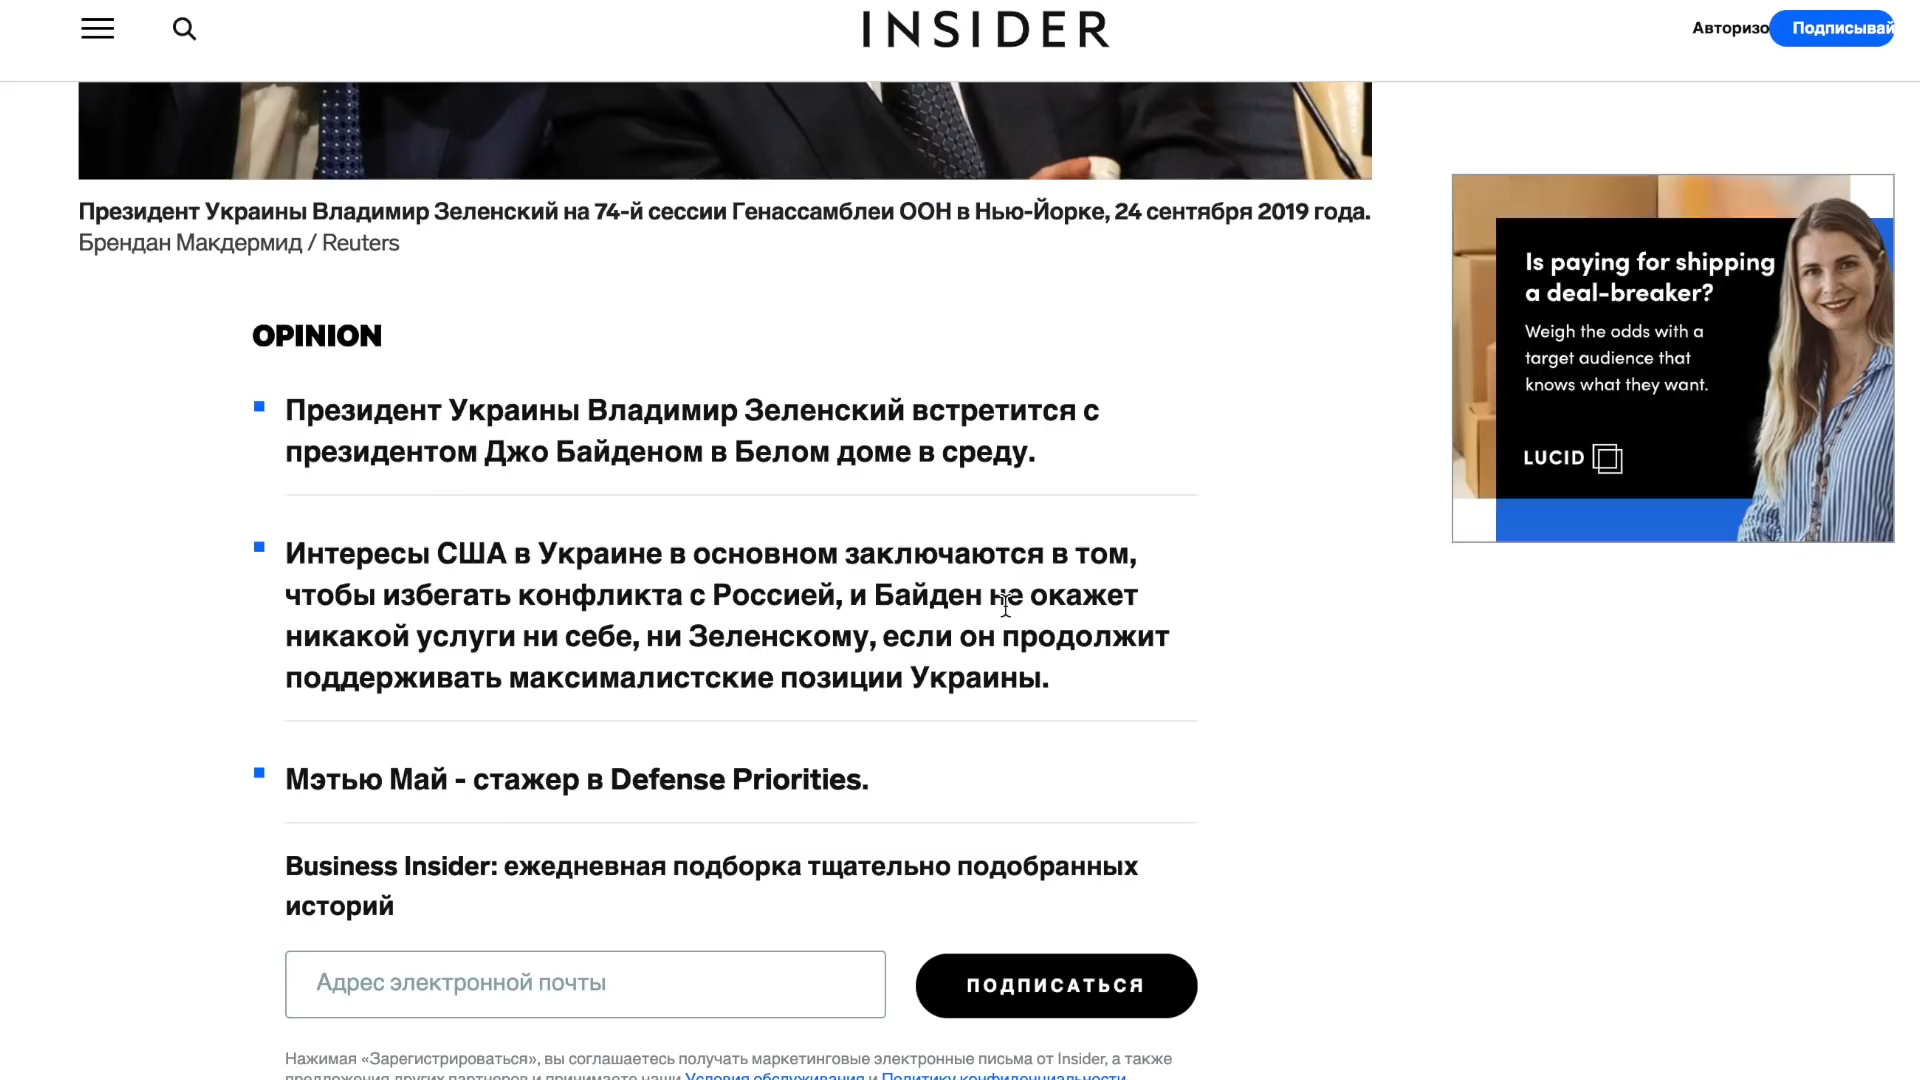 INSIDER
Авторизо
Подписывай
Президент Украины Владимир Зеленский на 74-й сессии Генассамблеи ООН в Нью-Йорке, 24 сентября 2019 года.
Брендан Макдермид / Reuters
Is paying for shipping
a deal-breaker?
Weigh the odds with a
target audience that
knows what they want.
LUCID
OPINION
Президент Украины Владимир Зеленский встретится с
президентом Джо Байденом в Белом доме в среду.
Интересы США в Украине в основном заключаются в том,
чтобы избегать конфликта с Россией, и Байден не окажет
никакой услуги ни себе, ни Зеленскому, если он продолжит
поддерживать максималистские позиции Украины.
Мэтью Май - стажер в Defense Priorities.
Business Insider: ежедневная подборка тщательно подобранных
историй
Адрес электронной почты
ПОДПИСАТЬСЯ
Нажимая «Зарегистрироваться», вы соглашаетесь получать маркетинговые электронные письма от Insider, а также
предложения других партнеров и принимаете наши Условия обслуживания и Политику конфиденциальности.